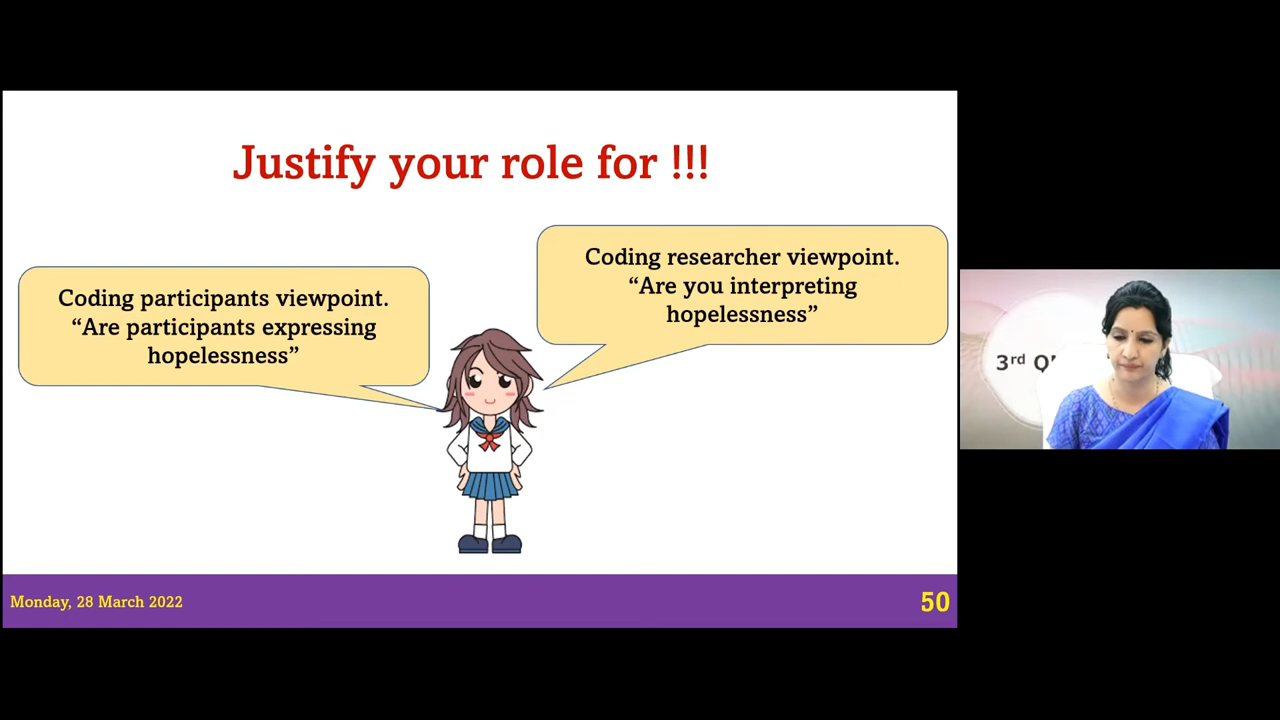 Justify your role for !!!
Coding participants viewpoint.
“Are participants expressing
hopelessness”
Coding researcher viewpoint.
“Are you interpreting
hopelessness”
3rd
Monday, 28 March 2022
50